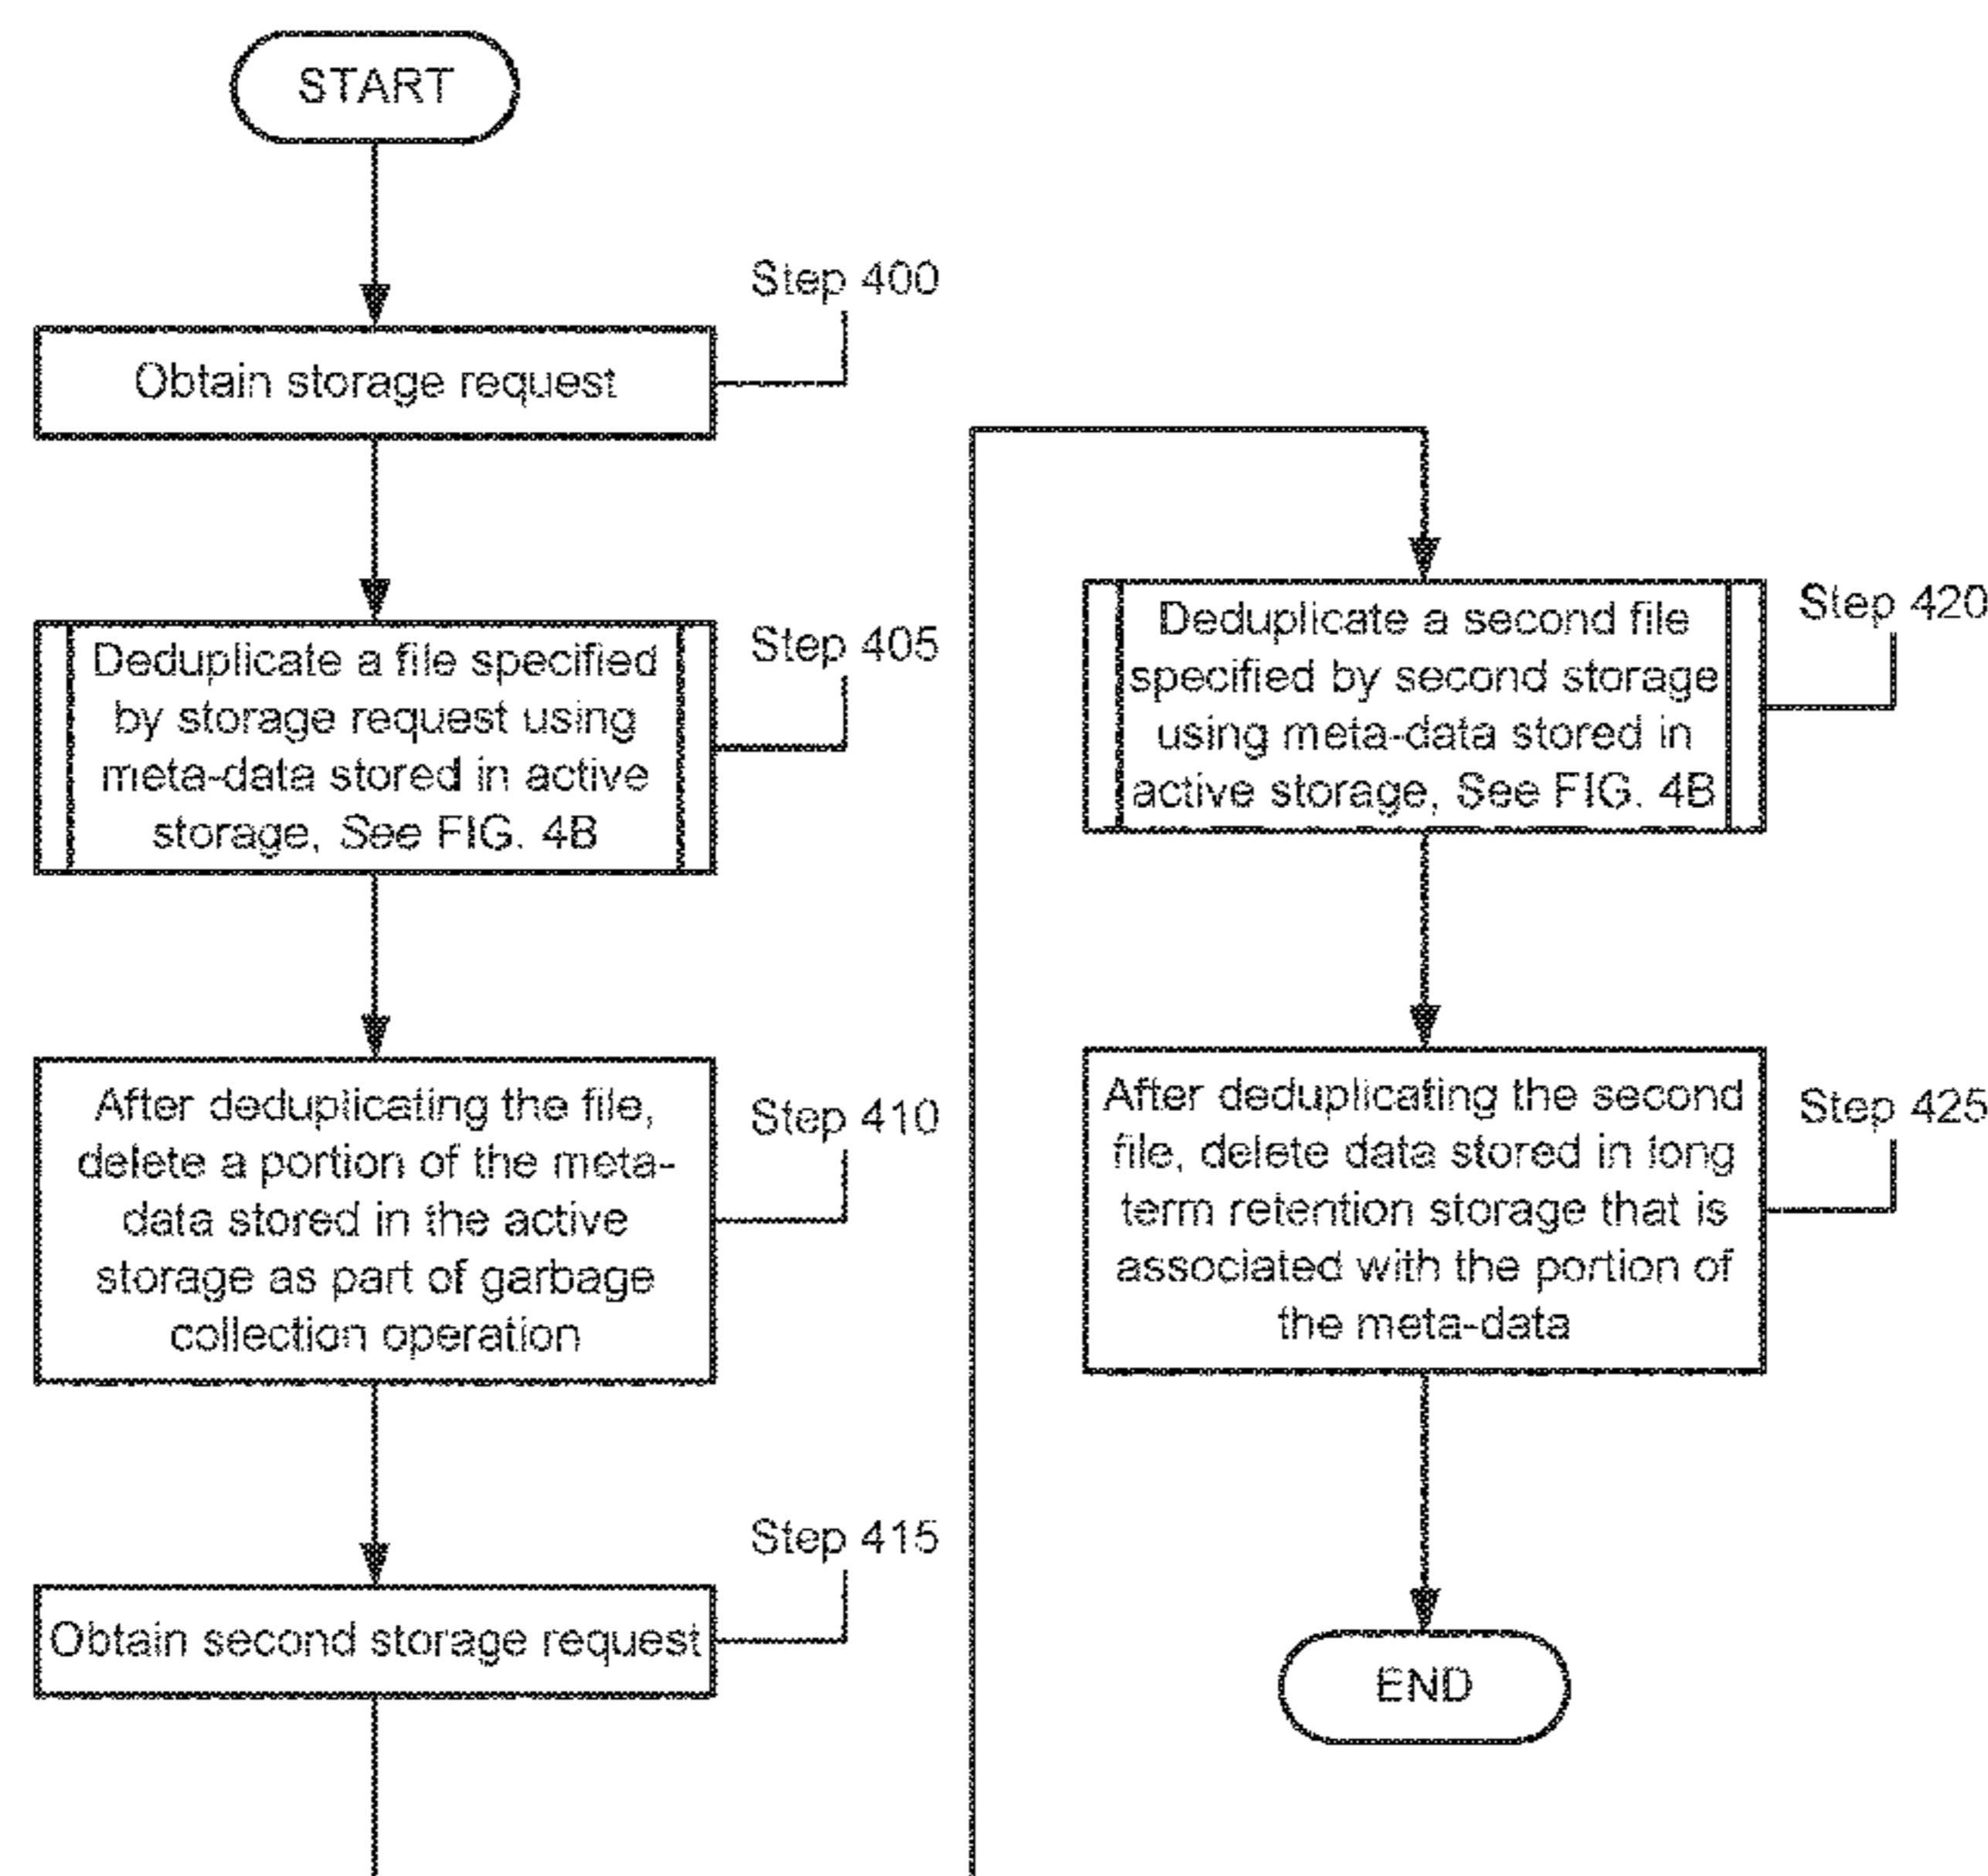 START
Step 400
Obtain storage request
Step 405
Deduplicate a file specified
by storage request using
meta-data stored in active
storage, See FIG. 4B
Step 410
After deduplicating the file,
delete a portion of the meta-
data stored in the active
storage as part of garbage
collection operation
Step 415
Obtain second storage request
Step 420
Deduplicate a second file
specified by second storage
using meta-data stored in
active storage, See FIG. 4B
Step 425
After deduplicating the second
file, delete data stored in long
term retention storage that is
associated with the portion of
the meta-data
END